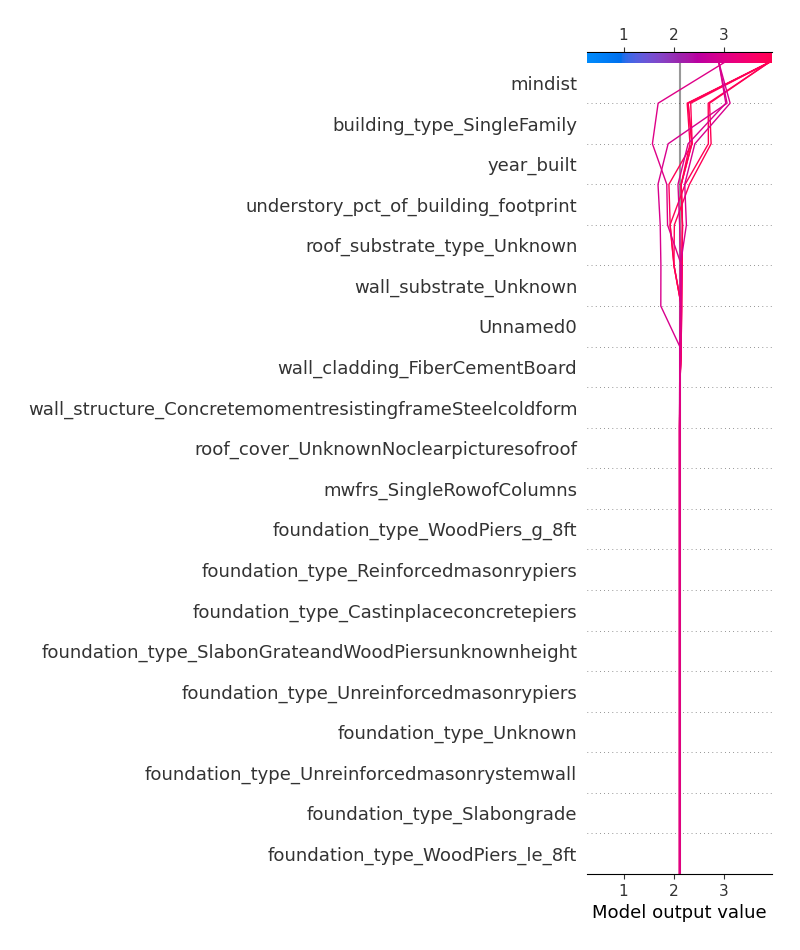 1 2 3
mindist
building_type_SingleFamily
year_built
understory_pct_of_building_footprint
roof_substrate_type_Unknown
wall_substrate_Unknown
Unnamed0
wall_cladding_FiberCementBoard
wall_structure_ConcretemomentresistingframeSteelcoldform
roof_cover_UnknownNoclearpicturesofroof
mwfrs_SingleRowofColumns
foundation_type_WoodPiers_g_8ft
foundation_type_Reinforcedmasonrypiers
foundation_type_Castinplaceconcretepiers
foundation_type_SlabonGrateandWoodPiersunknownheight
foundation_type_Unreinforcedmasonrypiers
foundation_type_Unknown
foundation_type_Unreinforcedmasonrystemwall
foundation_type_Slabongrade
foundation_type_WoodPiers_le_8ft
1 2 3
Model output value